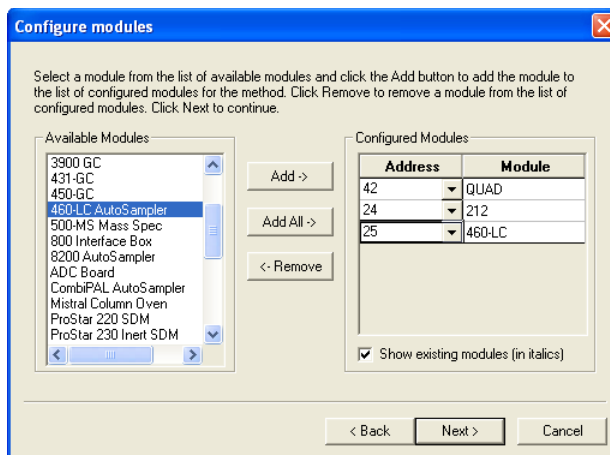 Configure modules
Select a module from the list of available modules and click the Add button to add the module to
the list of configured modules for the method. Click Remove to remove a module from the list of
configured modules. Click Next to continue.
Available Modules
3900 GC
431-GC
450-GC
460-LC AutoSampler
500-MS Mass Spec
800 Interface Box
8200 AutoSampler
ADC Board
CombiPAL AutoSampler
Mistral Column Oven
ProStar 220 SDM
ProStar 230 Inert SDM
Add ->
Add All ->
<- Remove
Configured Modules
Address Module
42 QUAD
24 212
25 460-LC
Show existing modules (in italics)
< Back Next > Cancel